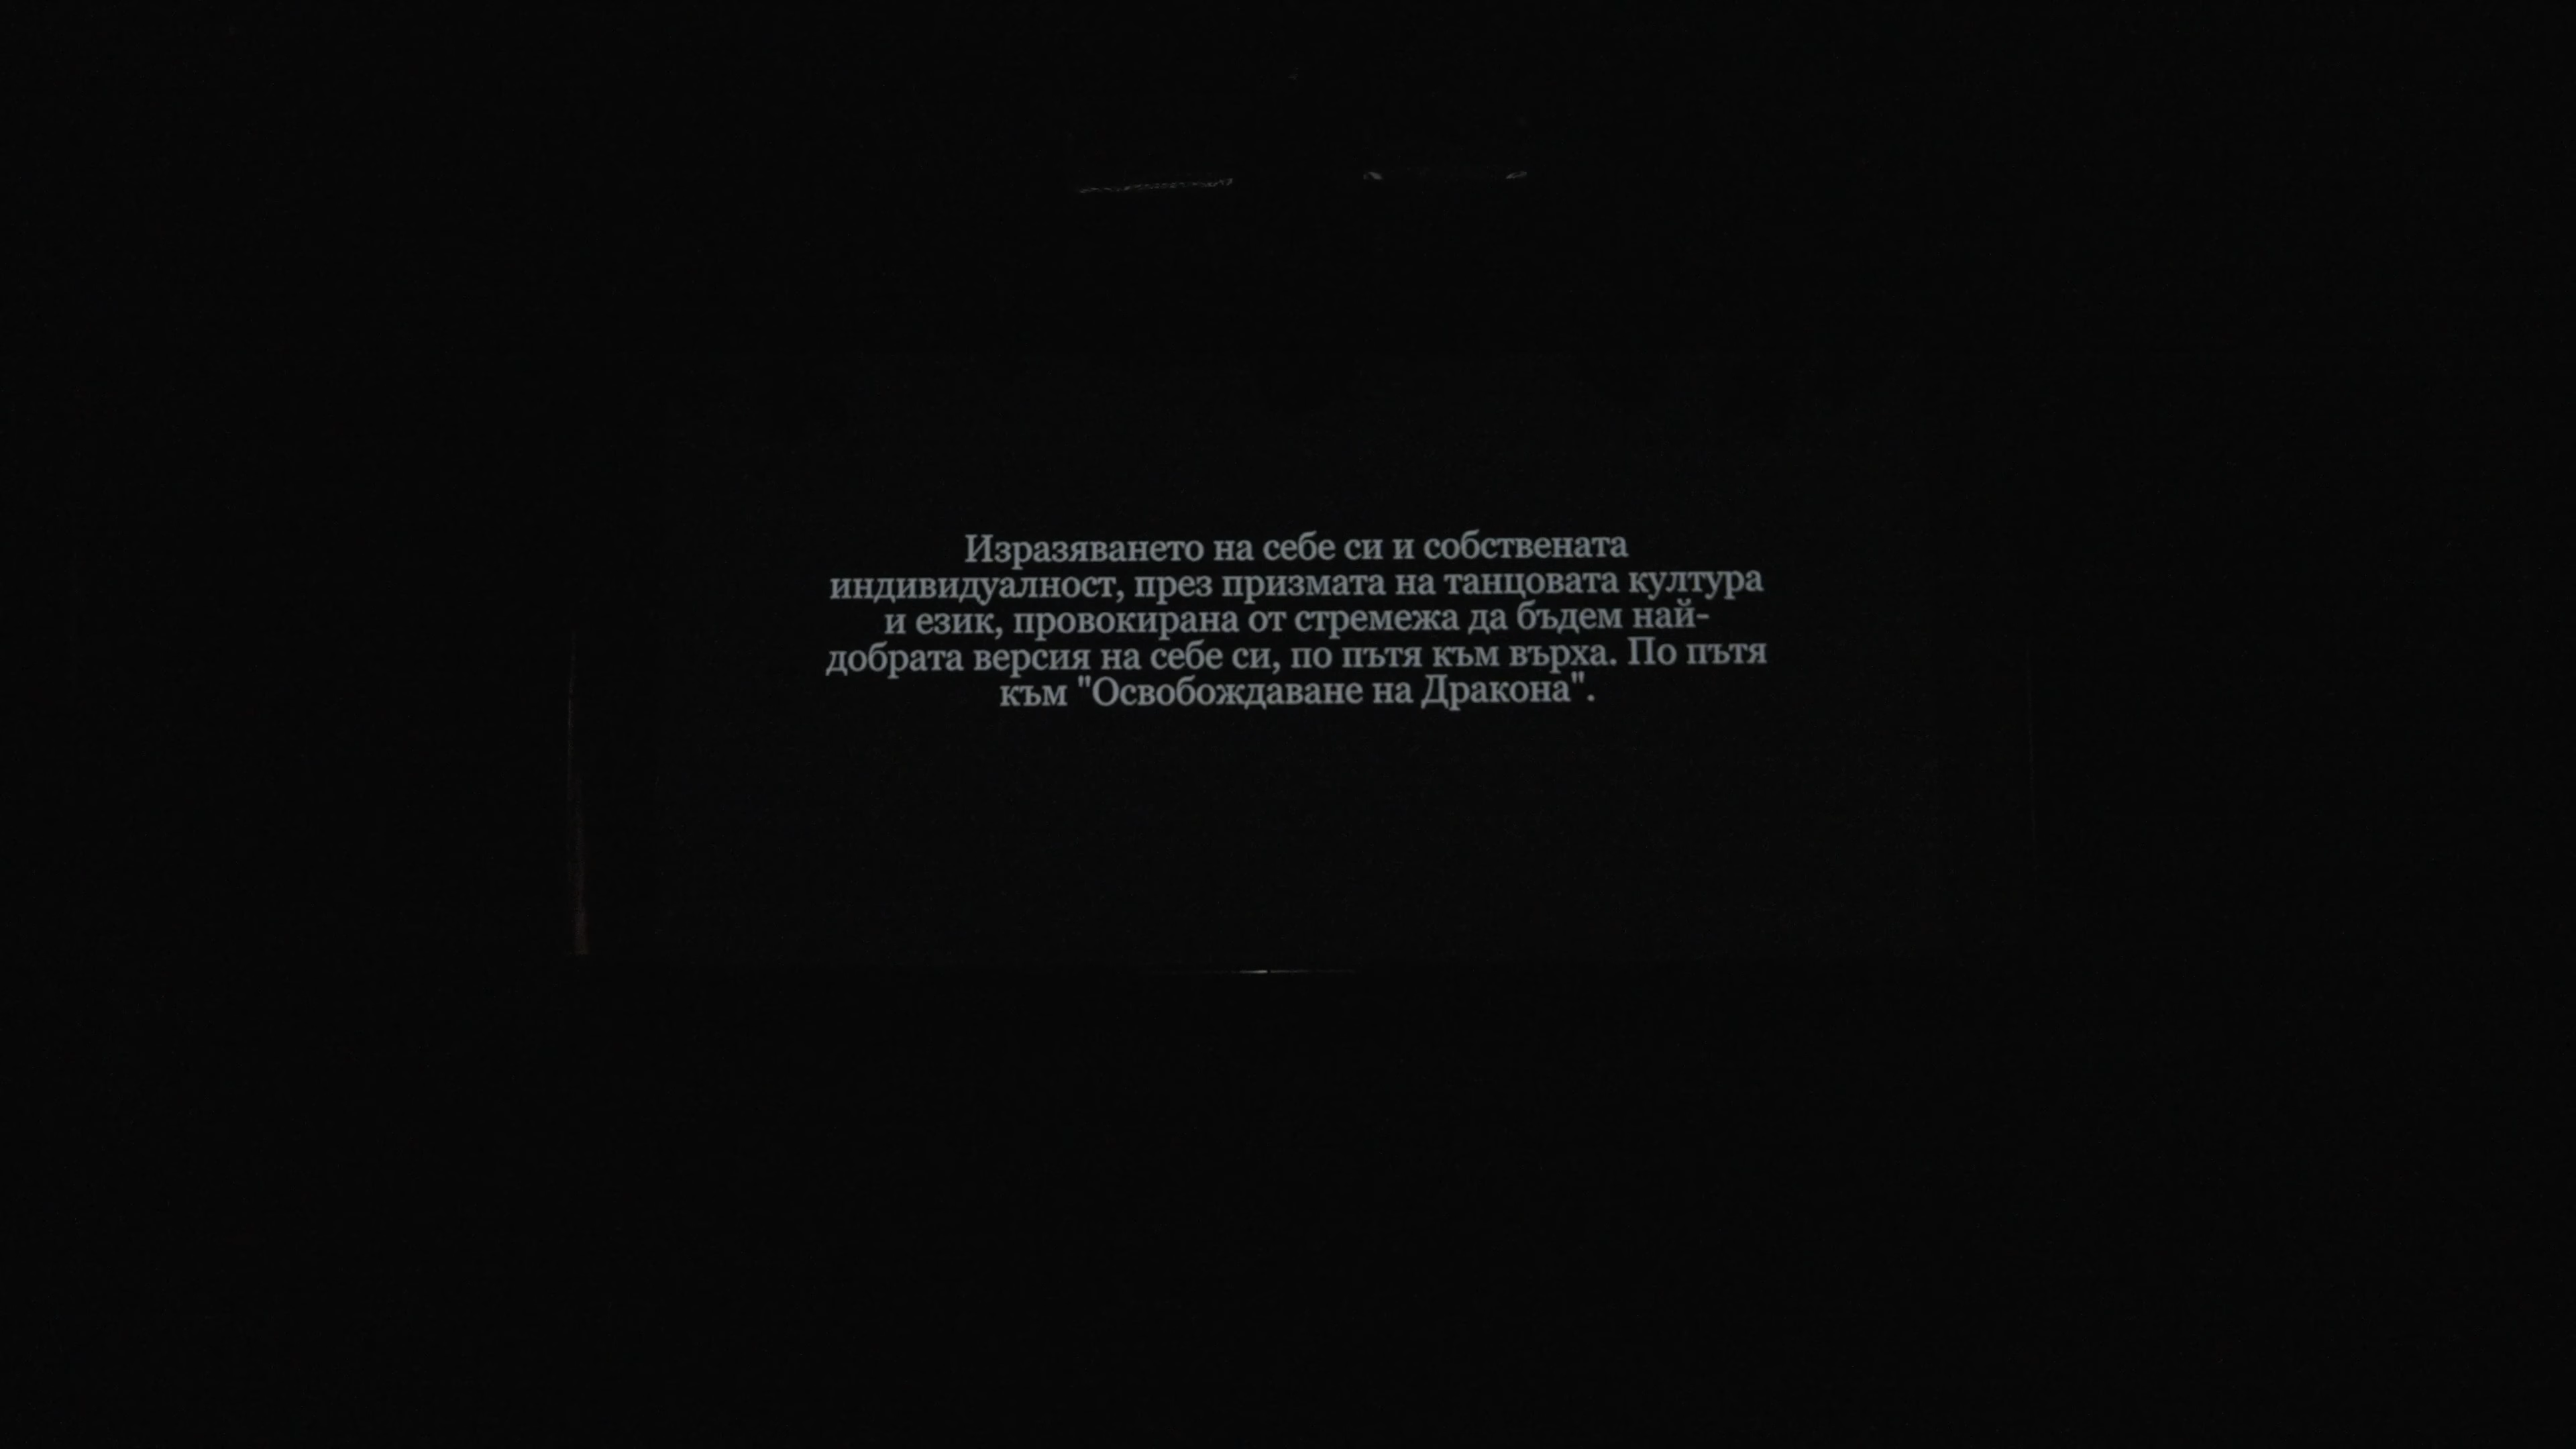 Изразяването на себе си и собствената
индивидуалност, през призмата на танцовата култура
и език, провокирана от стремежа да бъдем най-
добрата версия на себе си, по пътя към върха. По пътя
към "Освобождаване на Дракона".